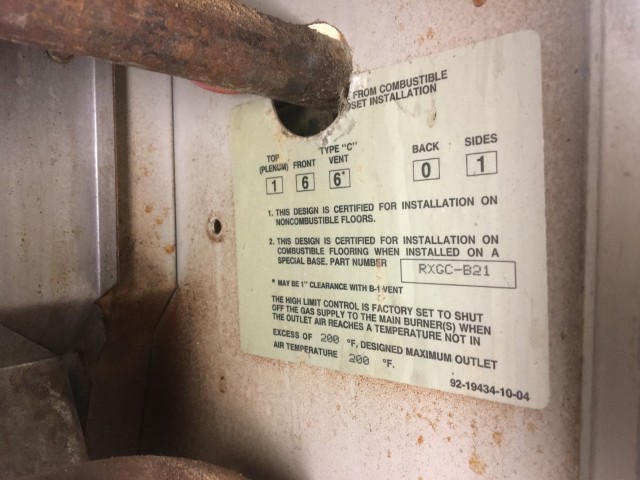 FROM COMBUSTIBLE
OSET INSTALLATION
TOP (PLENUM) FRONT TYPE "C" VENT BACK SIDES
1 6 6* 0 1
1. THIS DESIGN IS CERTIFIED FOR INSTALLATION ON
NONCOMBUSTIBLE FLOORS.
2. THIS DESIGN IS CERTIFIED FOR INSTALLATION ON
COMBUSTIBLE FLOORING WHEN INSTALLED ON A
SPECIAL BASE. PART NUMBER RXGC-B21
* MAY BE 1" CLEARANCE WITH B-1 VENT
THE HIGH LIMIT CONTROL IS FACTORY SET TO SHUT
OFF THE GAS SUPPLY TO THE MAIN BURNER(S) WHEN
THE OUTLET AIR REACHES A TEMPERATURE NOT IN
EXCESS OF 200 °F, DESIGNED MAXIMUM OUTLET
AIR TEMPERATURE 200 °F.
92-19434-10-04